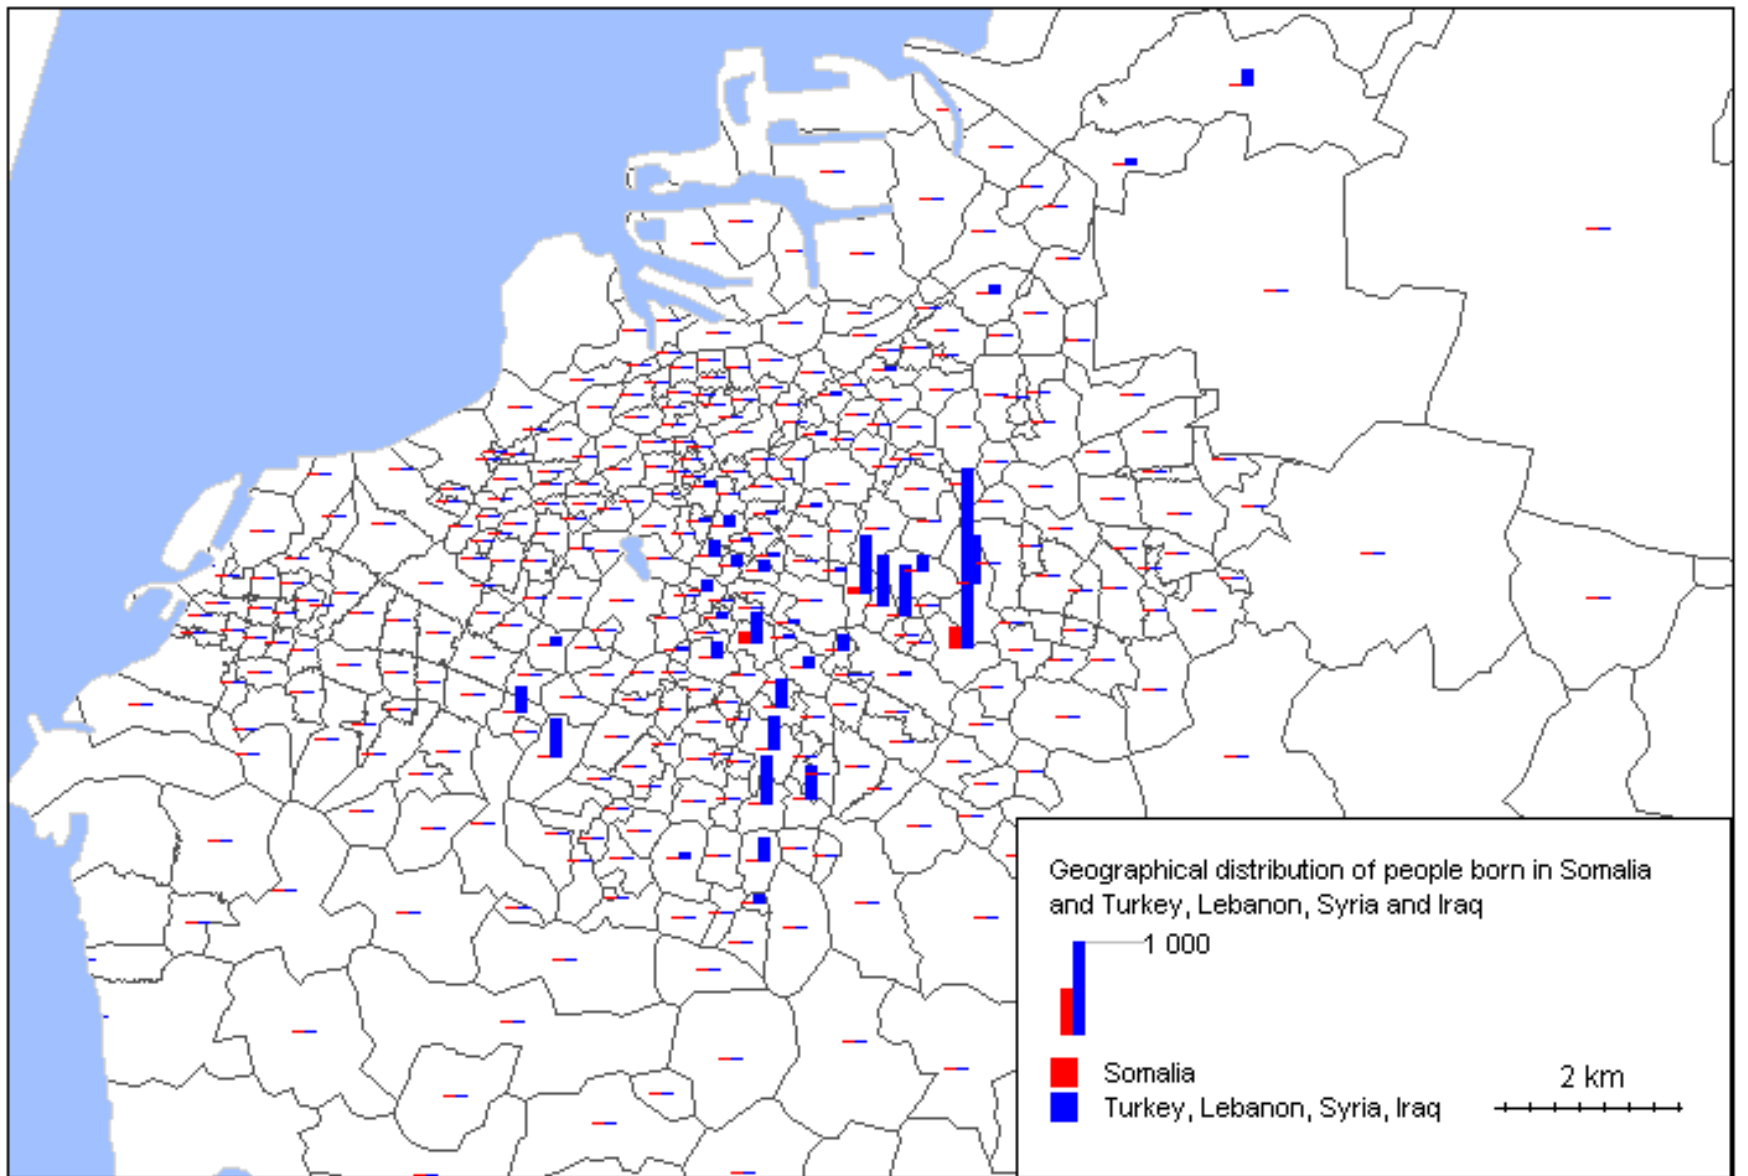 Geographical distribution of people born in Somalia
and Turkey, Lebanon, Syria and Iraq
1 000
Somalia
2 km
Turkey, Lebanon, Syria, Iraq